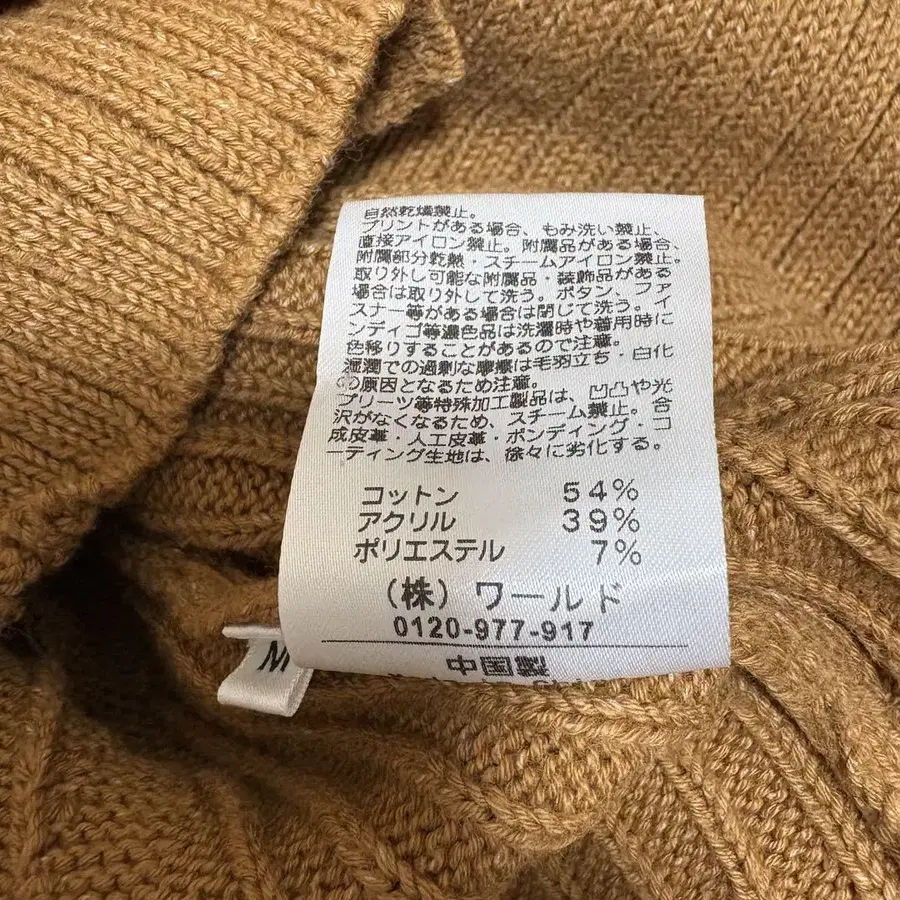 自然乾燥禁止。
プリントがある場合、もみ洗い禁止、
直接アイロン禁止。附属品がある場合、
附属部分乾熱・スチームアイロン禁止。
取り外し可能な附属品・装飾品がある
場合は取り外して洗う。ボタン、ファ
スナー等がある場合は閉じて洗う。イ
ンディゴ等濃色品は洗濯時や着用時に
色移りすることがあるので注意。
湿潤での過剰な摩擦は毛羽立ち・白化
の原因となるため注意。
プリーツ等特殊加工製品は、凹凸や光
沢がなくなるため、スチーム禁止。合
成皮革・人工皮革・ボンディング・コ
ーティング生地は、徐々に劣化する。
コットン 54%
アクリル 39%
ポリエステル 7%
(株)ワールド
0120-977-917
中国製
M